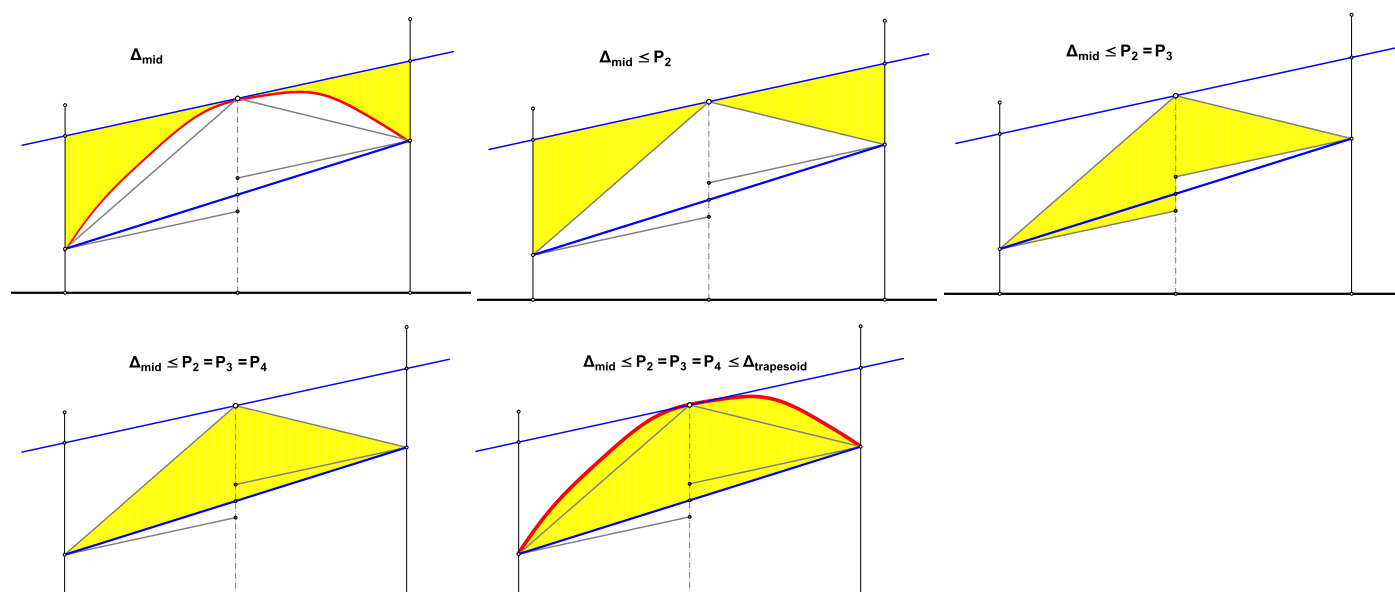 Δmid
Δmid ≤ P2
Δmid ≤ P2 = P3
Δmid ≤ P2 = P3 = P4
Δmid ≤ P2 = P3 = P4 ≤ Δtrapesoid